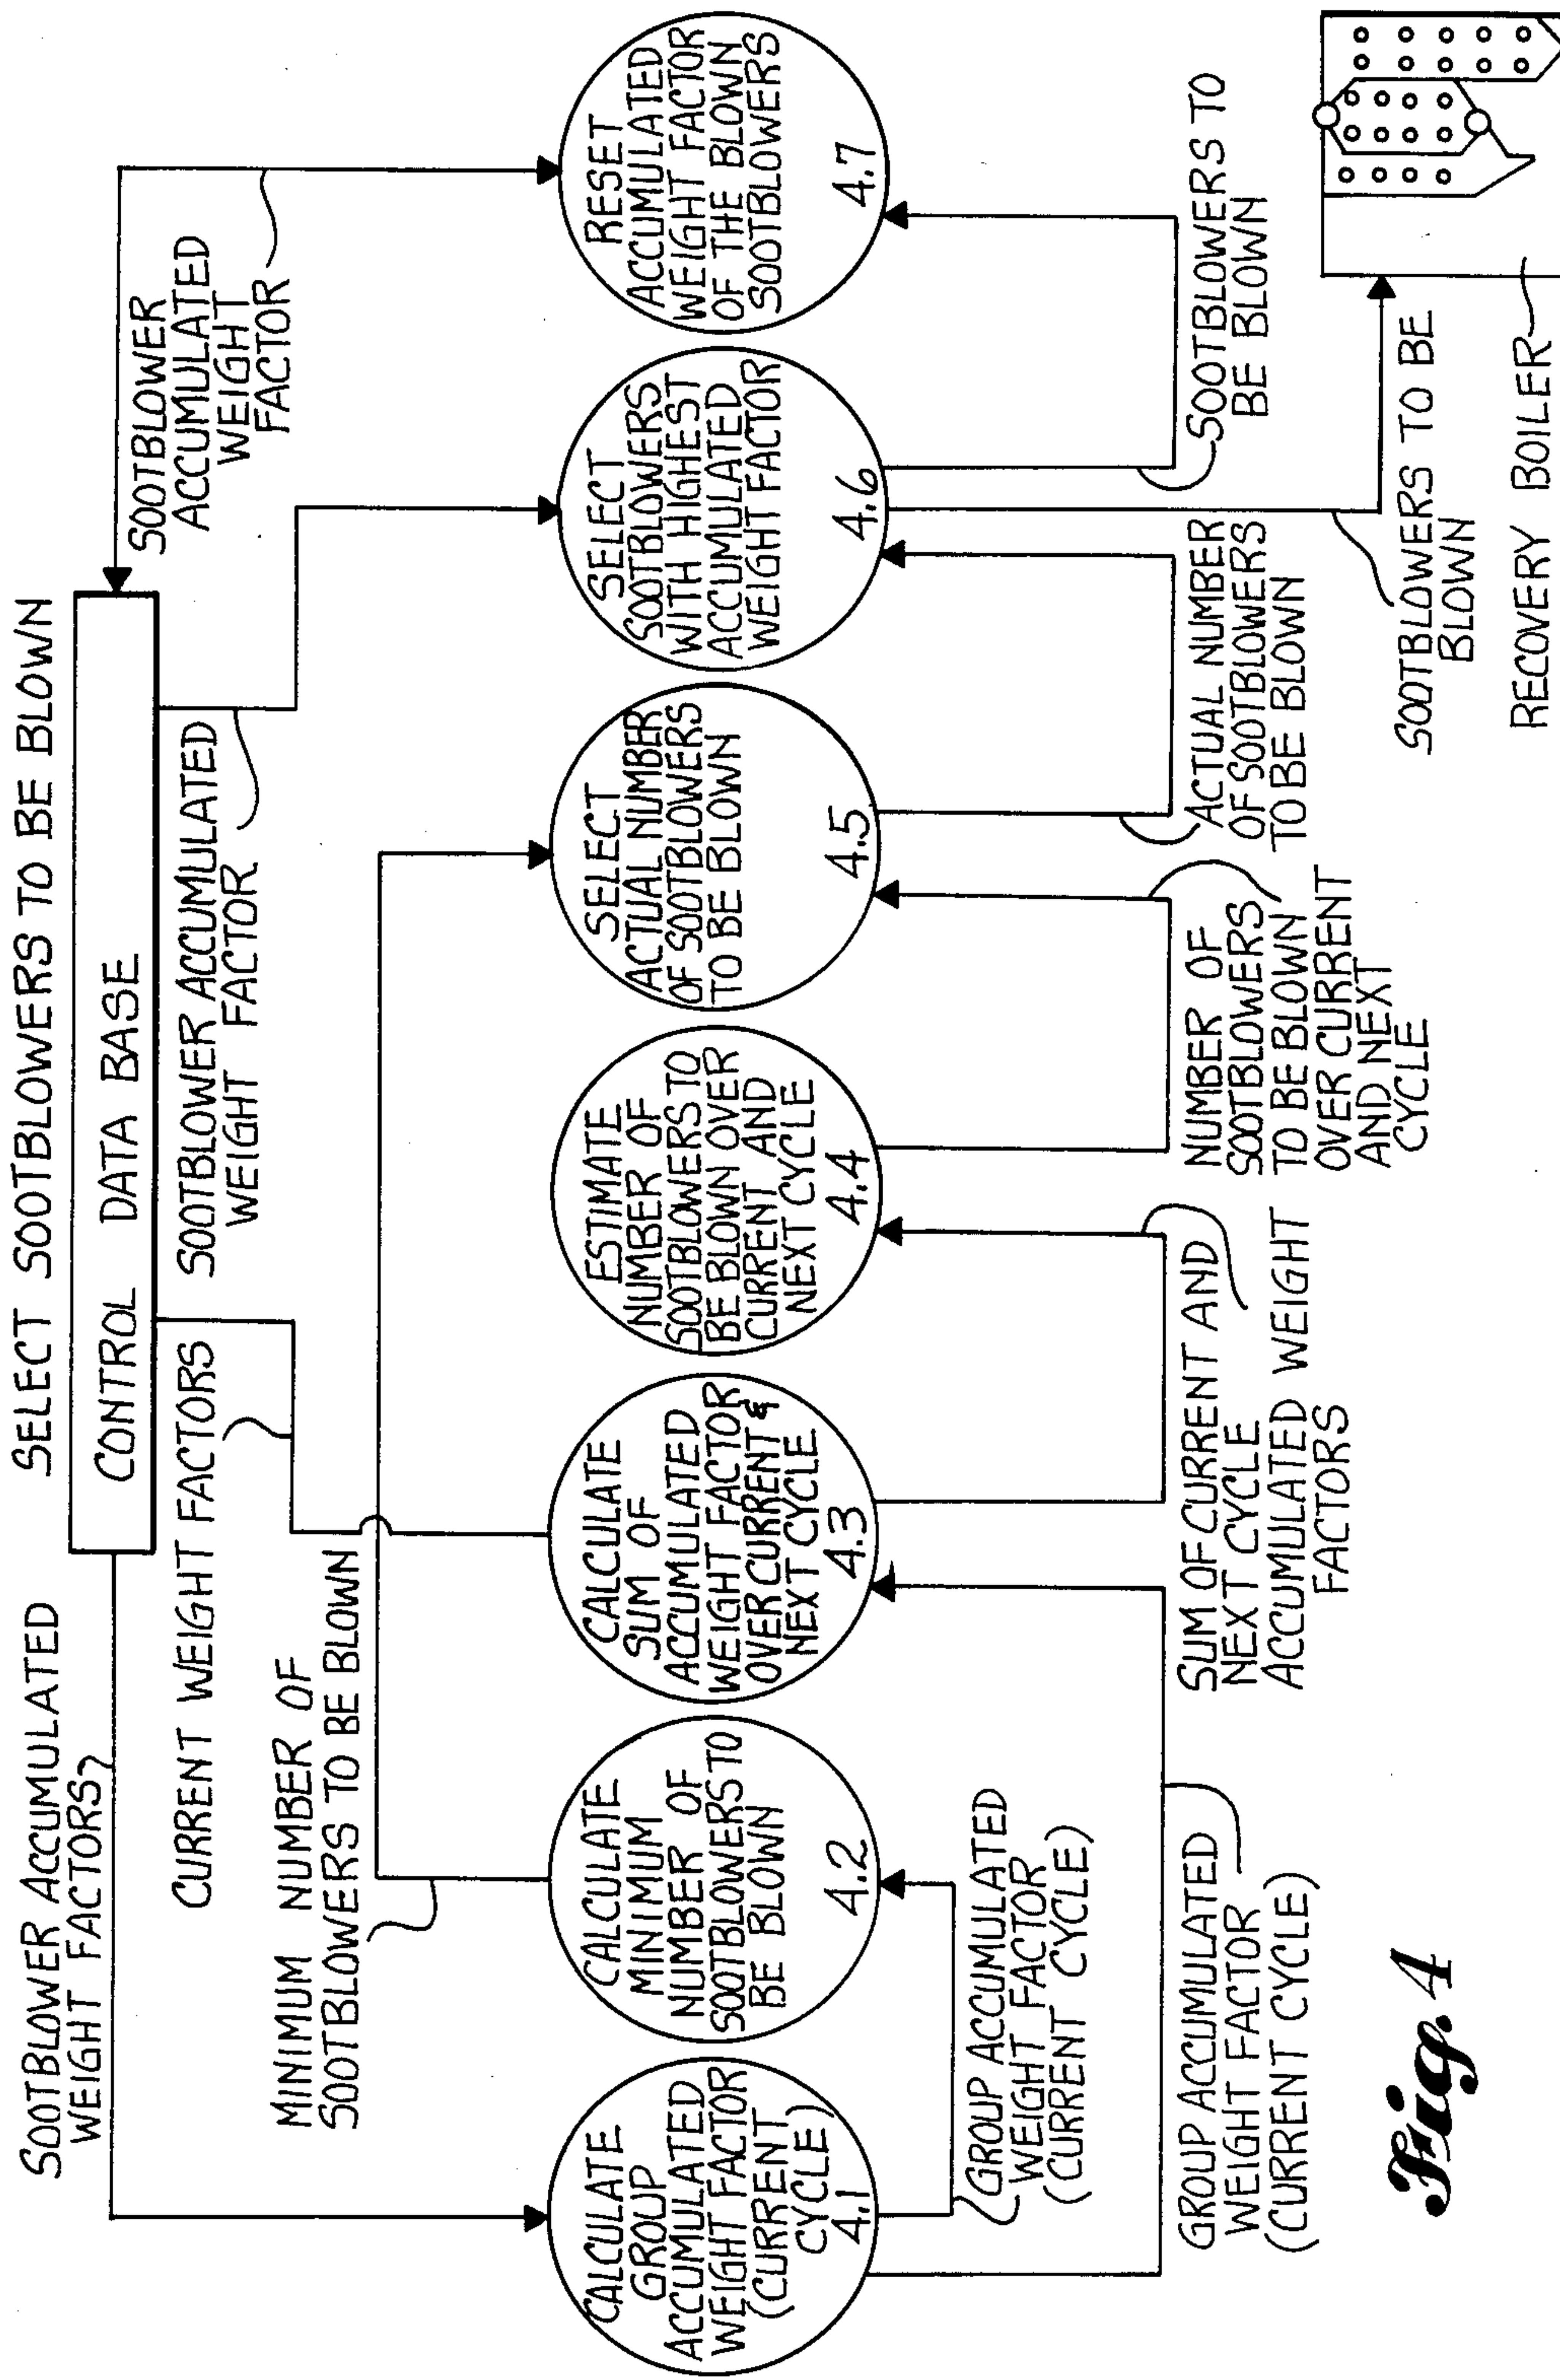 SELECT SOOTBLOWERS TO BE BLOWN
CONTROL DATA BASE
SOOTBLOWER ACCUMULATED
WEIGHT FACTORS
CURRENT WEIGHT FACTORS
SOOTBLOWER ACCUMULATED
WEIGHT FACTOR
SOOTBLOWER
ACCUMULATED
WEIGHT
FACTOR
MINIMUM NUMBER OF
SOOTBLOWERS TO BE BLOWN
CALCULATE
GROUP
ACCUMULATED
WEIGHT FACTOR
(CURRENT
CYCLE)
4.1
CALCULATE
MINIMUM
NUMBER OF
SOOTBLOWERS TO
BE BLOWN
4.2
CALCULATE
SUM OF
ACCUMULATED
WEIGHT FACTOR
OVER CURRENT &
NEXT CYCLE
4.3
ESTIMATE
NUMBER OF
SOOTBLOWERS TO
BE BLOWN OVER
CURRENT AND
NEXT CYCLE
4.4
SELECT
ACTUAL NUMBER
OF SOOTBLOWERS
TO BE BLOWN
4.5
SELECT
SOOTBLOWERS
WITH HIGHEST
ACCUMULATED
WEIGHT FACTOR
4.6
RESET
ACCUMULATED
WEIGHT FACTOR
OF THE BLOWN
SOOTBLOWERS
4.7
GROUP ACCUMULATED
WEIGHT FACTOR
(CURRENT CYCLE)
GROUP ACCUMULATED
WEIGHT FACTOR
(CURRENT CYCLE)
SUM OF CURRENT AND
NEXT CYCLE
ACCUMULATED WEIGHT
FACTORS
NUMBER OF
SOOTBLOWERS
TO BE BLOWN
OVER CURRENT
AND NEXT
CYCLE
ACTUAL NUMBER
OF SOOTBLOWERS
TO BE BLOWN
SOOTBLOWERS TO
BE BLOWN
SOOTBLOWERS TO BE
BLOWN
RECOVERY BOILER
Fig. 4